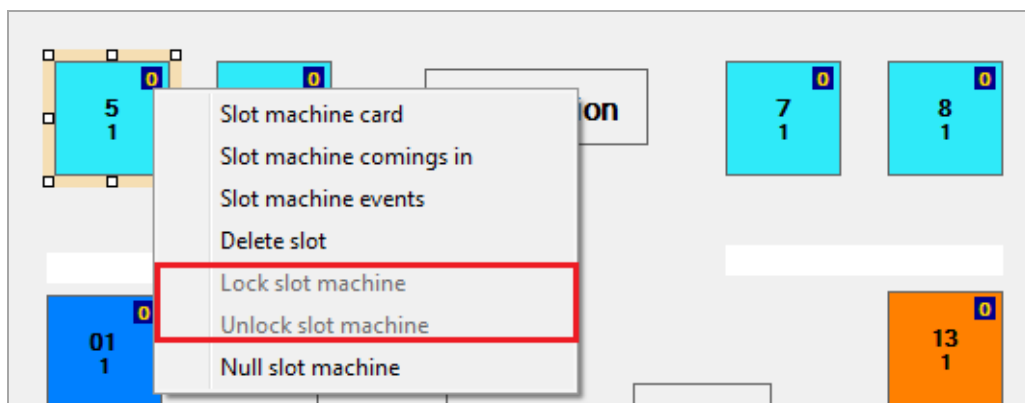 0
5
1
0
ion
0
7
1
0
8
1
Slot machine card
Slot machine comings in
Slot machine events
Delete slot
Lock slot machine
Unlock slot machine
Null slot machine
0
01
1
0
13
1